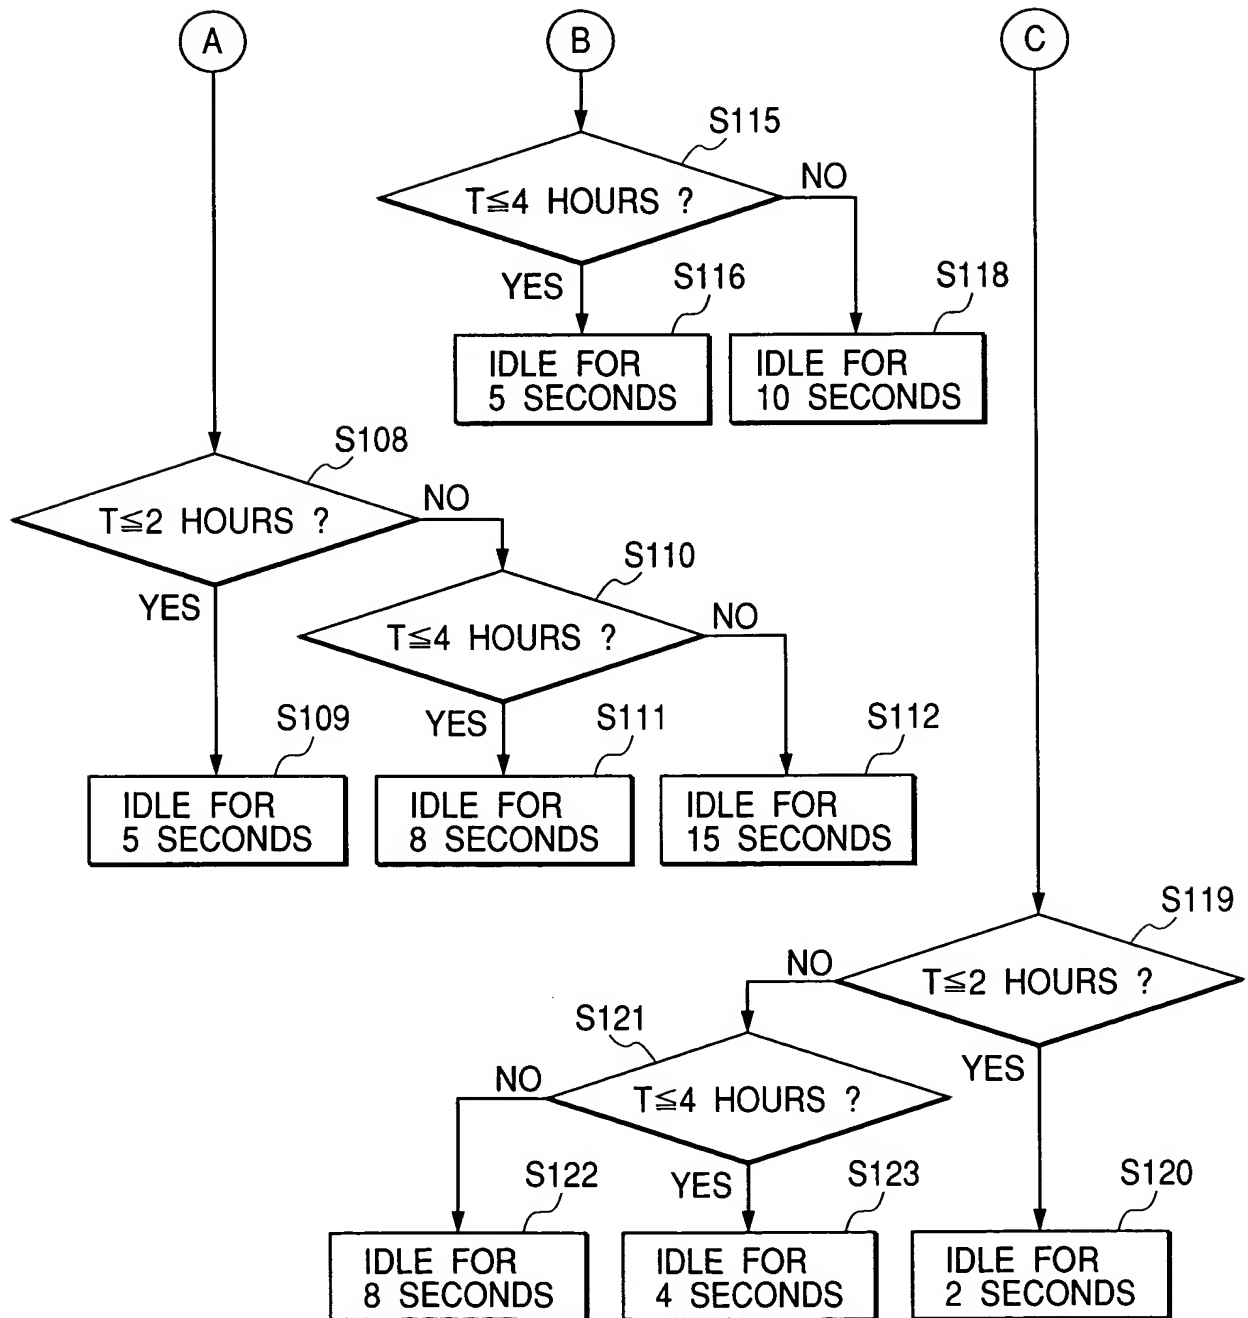 A
B
C
S115
T≦4 HOURS ?
NO
YES
S116
S118
IDLE FOR
5 SECONDS
IDLE FOR
10 SECONDS
S108
T≦2 HOURS ?
NO
YES
S110
T≦4 HOURS ?
NO
YES
S109
S111
S112
IDLE FOR
5 SECONDS
IDLE FOR
8 SECONDS
IDLE FOR
15 SECONDS
S119
T≦2 HOURS ?
NO
YES
S121
T≦4 HOURS ?
NO
YES
S122
S123
S120
IDLE FOR
8 SECONDS
IDLE FOR
4 SECONDS
IDLE FOR
2 SECONDS